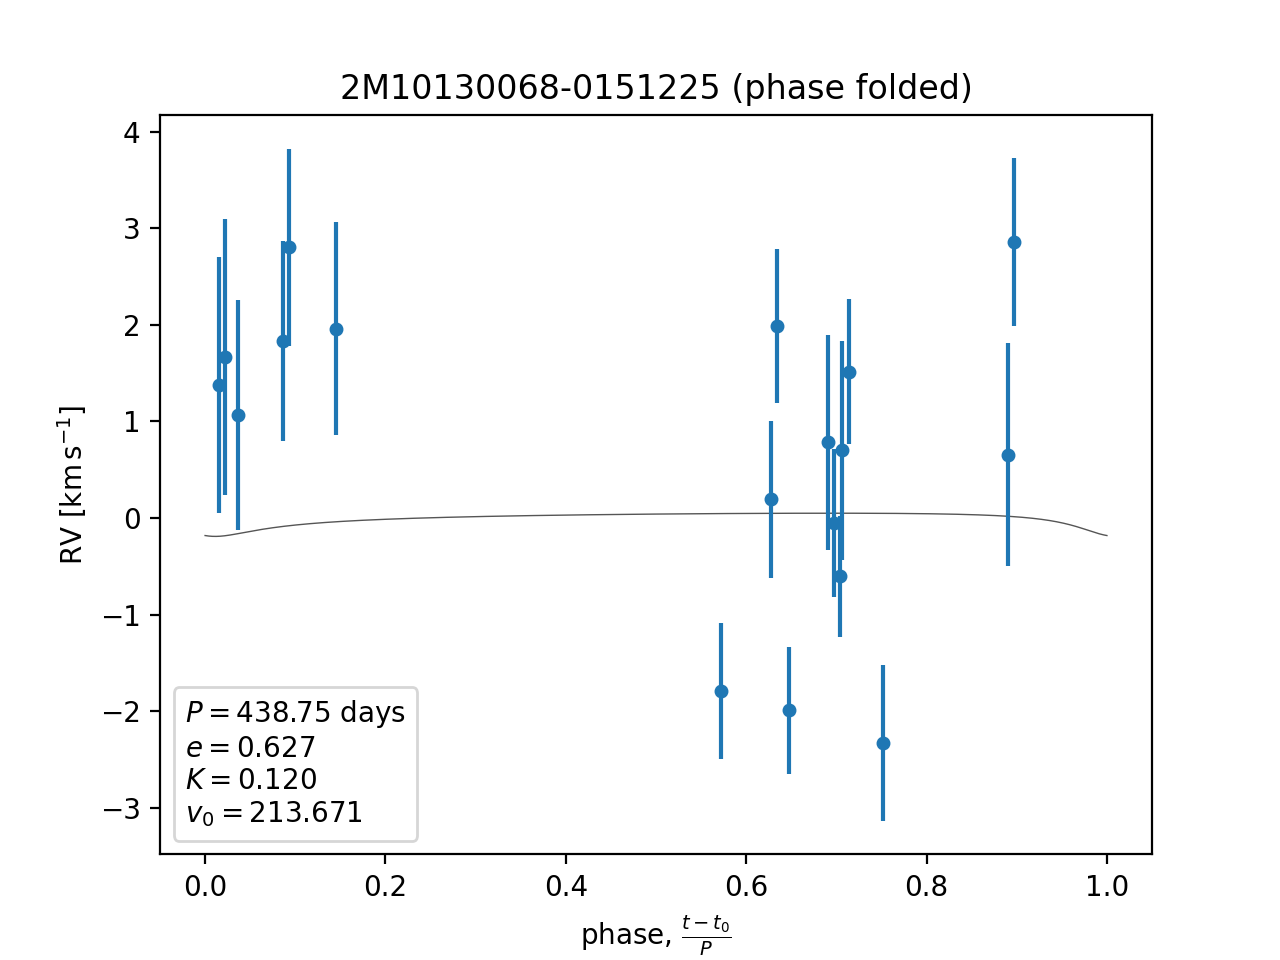 2M10130068-0151225 (phase folded)
4
3
2
1
0
−1
−2
−3
RV [km s⁻¹]
P = 438.75 days
e = 0.627
K = 0.120
v₀ = 213.671
0.0 0.2 0.4 0.6 0.8 1.0
phase, (t − t₀)/P